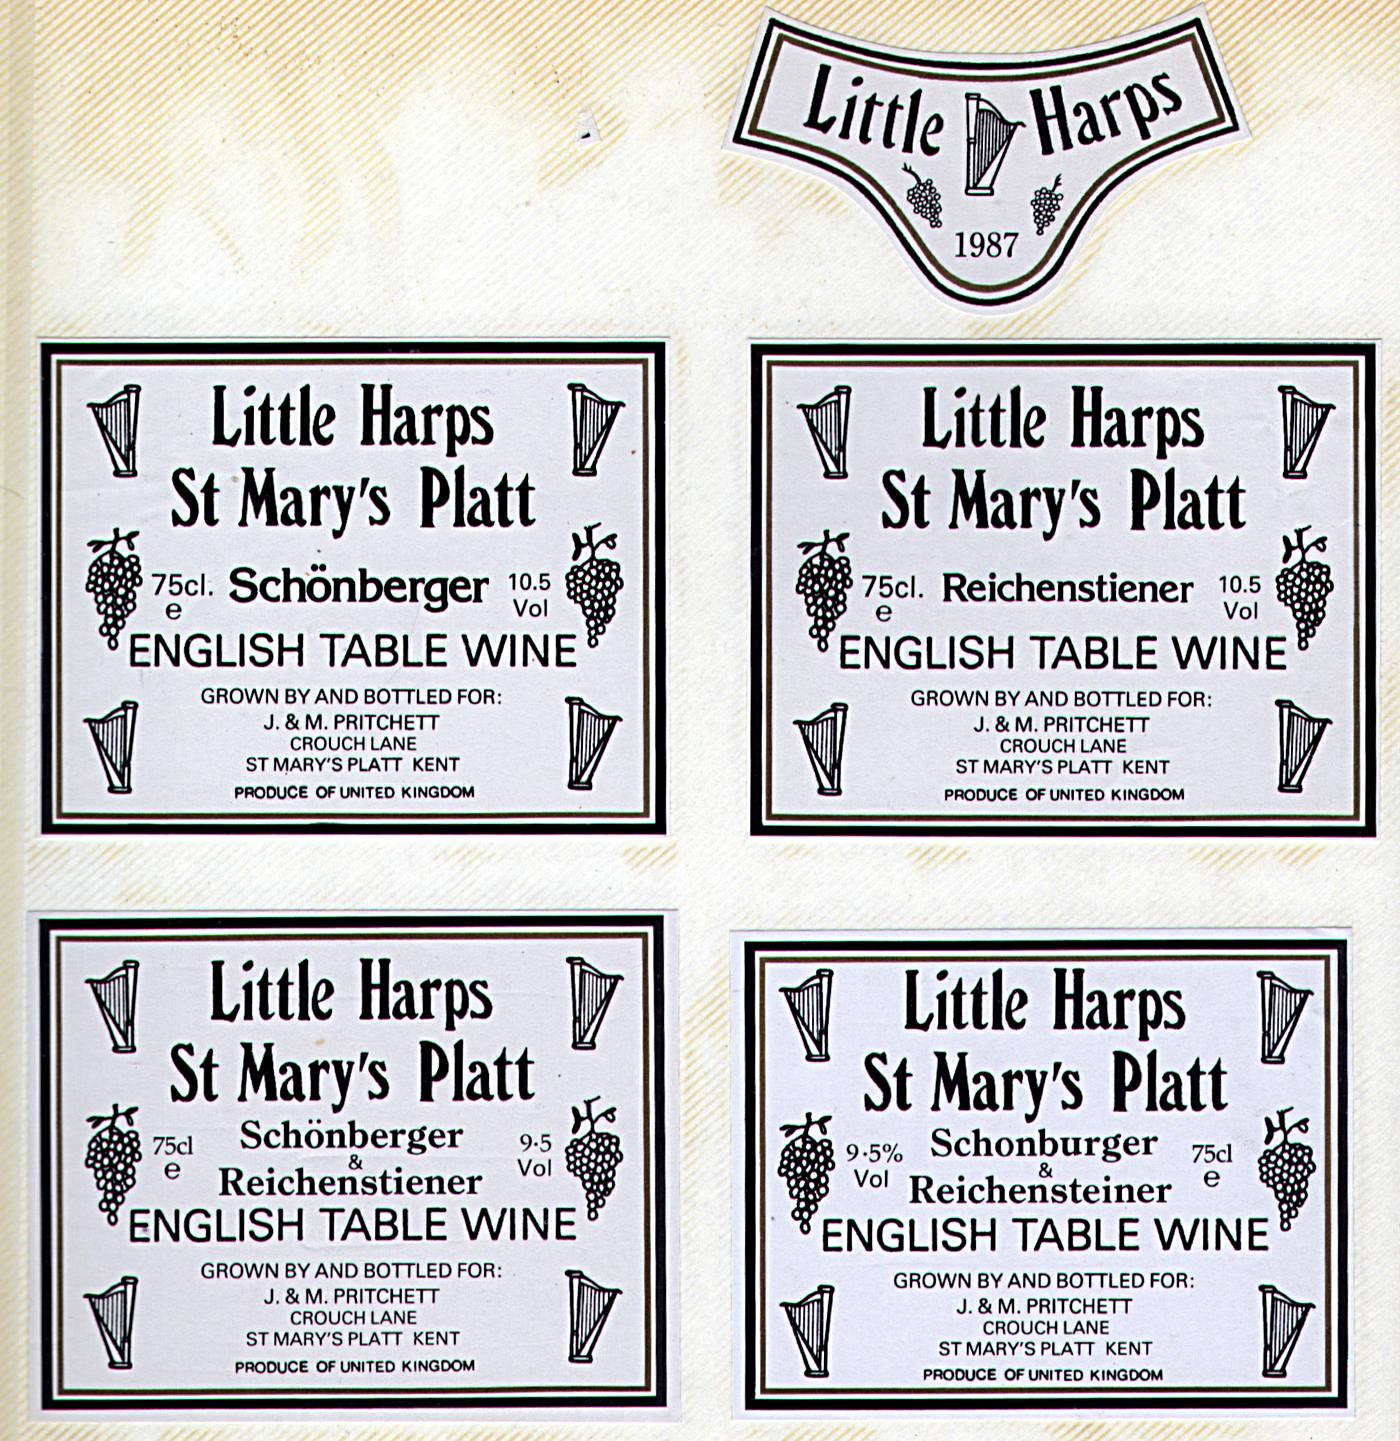 Little Harps
1987
Little Harps
St Mary's Platt
75cl. Schönberger 10.5
e Vol
ENGLISH TABLE WINE
GROWN BY AND BOTTLED FOR:
J. & M. PRITCHETT
CROUCH LANE
ST MARY'S PLATT KENT
PRODUCE OF UNITED KINGDOM
Little Harps
St Mary's Platt
75cl. Reichenstiener 10.5
e Vol
ENGLISH TABLE WINE
GROWN BY AND BOTTLED FOR:
J. & M. PRITCHETT
CROUCH LANE
ST MARY'S PLATT KENT
PRODUCE OF UNITED KINGDOM
Little Harps
St Mary's Platt
75cl Schönberger 9·5
e & Vol
Reichenstiener
ENGLISH TABLE WINE
GROWN BY AND BOTTLED FOR:
J. & M. PRITCHETT
CROUCH LANE
ST MARY'S PLATT KENT
PRODUCE OF UNITED KINGDOM
Little Harps
St Mary's Platt
9·5% Schonburger 75cl
Vol & e
Reichensteiner
ENGLISH TABLE WINE
GROWN BY AND BOTTLED FOR:
J. & M. PRITCHETT
CROUCH LANE
ST MARY'S PLATT KENT
PRODUCE OF UNITED KINGDOM